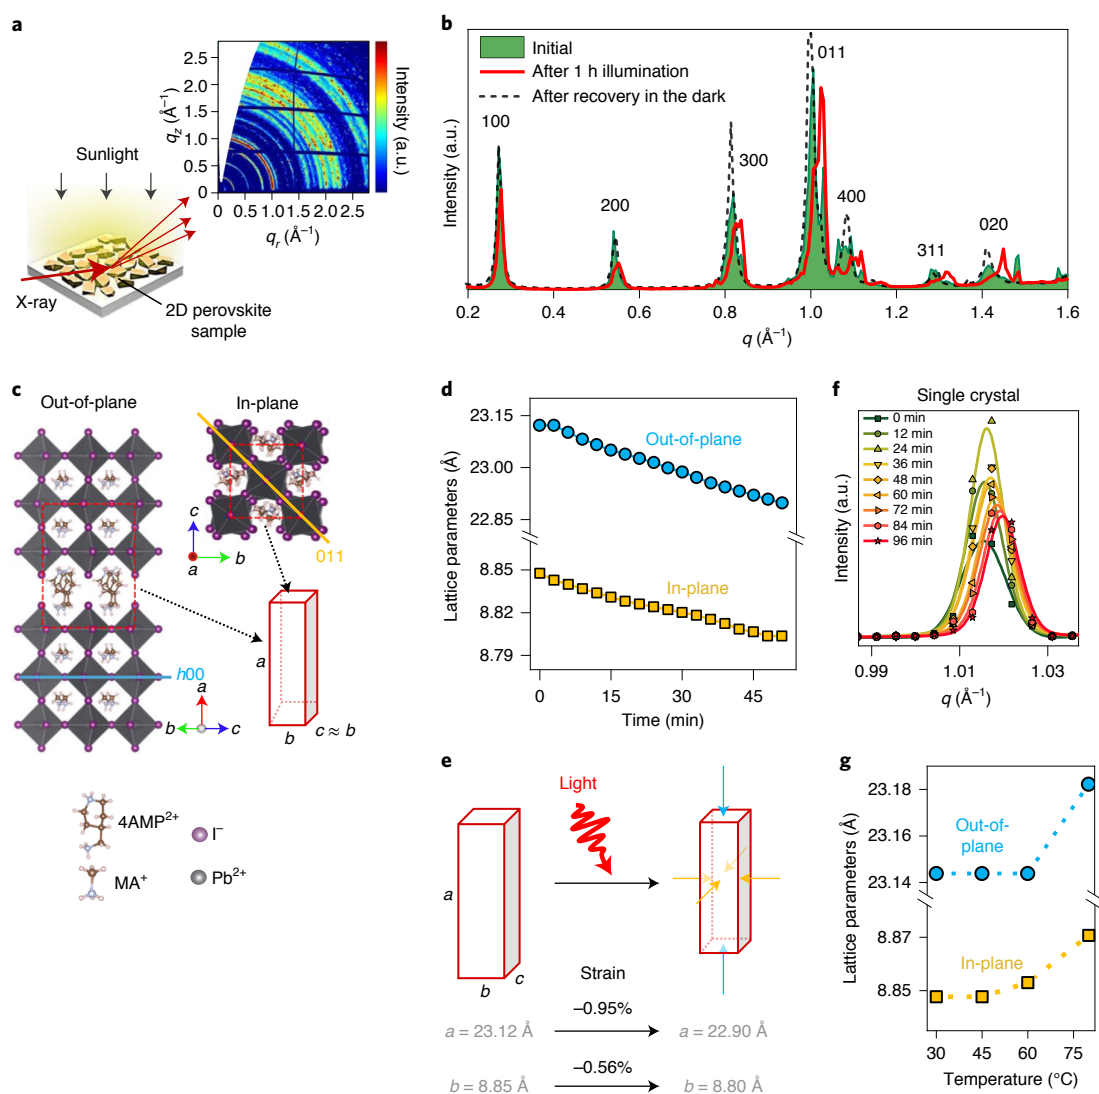 a
2.5
2.0
1.5
1.0
0.5
0
q_z (Å⁻¹)
0 0.5 1.0 1.5 2.0 2.5
q_r (Å⁻¹)
Intensity (a.u.)
Sunlight
X-ray
2D perovskite
sample
b
Initial
After 1 h illumination
After recovery in the dark
100
200
300
011
400
311
020
Intensity (a.u.)
0.2 0.4 0.6 0.8 1.0 1.2 1.4 1.6
q (Å⁻¹)
c
Out-of-plane
In-plane
c
a
b
011
h00
a
b
c
a
b
c ≈ b
4AMP²⁺
I⁻
MA⁺
Pb²⁺
d
Lattice parameters (Å)
23.15
23.00
22.85
8.85
8.82
8.79
Out-of-plane
In-plane
0 15 30 45
Time (min)
e
Light
a
b
c
Strain
–0.95%
a = 23.12 Å
a = 22.90 Å
–0.56%
b = 8.85 Å
b = 8.80 Å
f
Single crystal
0 min
12 min
24 min
36 min
48 min
60 min
72 min
84 min
96 min
Intensity (a.u.)
0.99 1.01 1.03
q (Å⁻¹)
g
Lattice parameters (Å)
23.18
23.16
23.14
8.87
8.85
Out-of-
plane
In-plane
30 45 60 75
Temperature (°C)